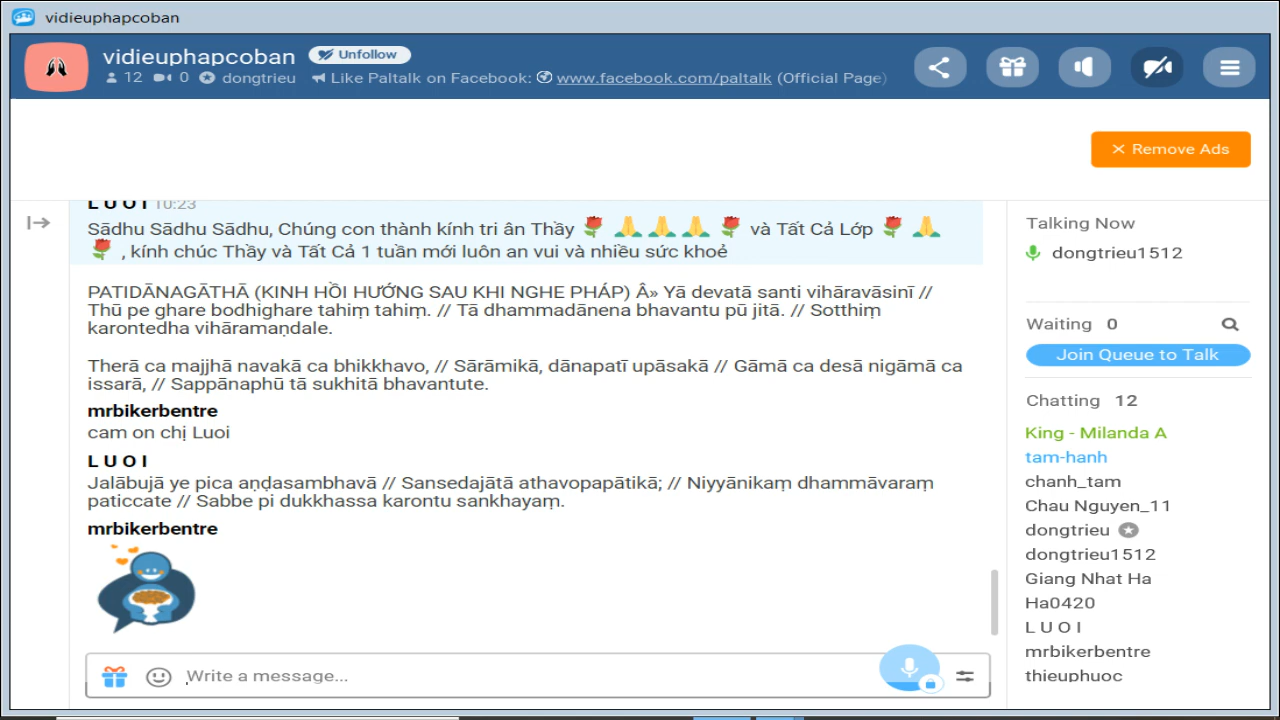 vidieuphapcoban
vidieuphapcoban Unfollow
12 0 dongtrieu Like Paltalk on Facebook: www.facebook.com/paltalk (Official Page)
Remove Ads
L U O I 10:23
Sādhu Sādhu Sādhu, Chúng con thành kính tri ân Thầy 🌹 🙏 🙏 🙏 🌹 và Tất Cả Lớp 🌹 🙏
🌹 , kính chúc Thầy và Tất Cả 1 tuần mới luôn an vui và nhiều sức khoẻ
PATIDĀNAGĀTHĀ (KINH HỒI HƯỚNG SAU KHI NGHE PHÁP) Â» Yā devatā santi vihāravāsinī //
Thū pe ghare bodhighare tahiṃ tahiṃ. // Tā dhammadānena bhavantu pū jitā. // Sotthiṃ
karontedha vihāramaṇdale.
Therā ca majjhā navakā ca bhikkhavo, // Sārāmikā, dānapatī upāsakā // Gāmā ca desā nigāmā ca
issarā, // Sappānaphū tā sukhitā bhavantute.
mrbikerbentre
cam on chị Luoi
L U O I
Jalābujā ye pica aṇḍasambhavā // Sansedajātā athavopapātikā; // Niyyānikaṃ dhammāvaraṃ
paticcate // Sabbe pi dukkhassa karontu sankhayaṃ.
mrbikerbentre
Write a message...
Talking Now
dongtrieu1512
Waiting 0
Join Queue to Talk
Chatting 12
King - Milanda A
tam-hanh
chanh_tam
Chau Nguyen_11
dongtrieu
dongtrieu1512
Giang Nhat Ha
Ha0420
L U O I
mrbikerbentre
thieuphuoc